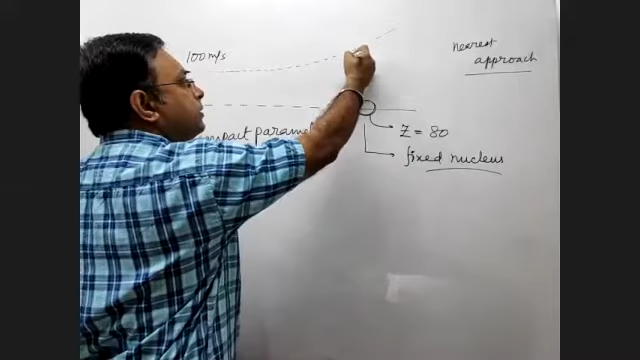 100 m/s
nearest
approach
Z = 80
fixed nucleus